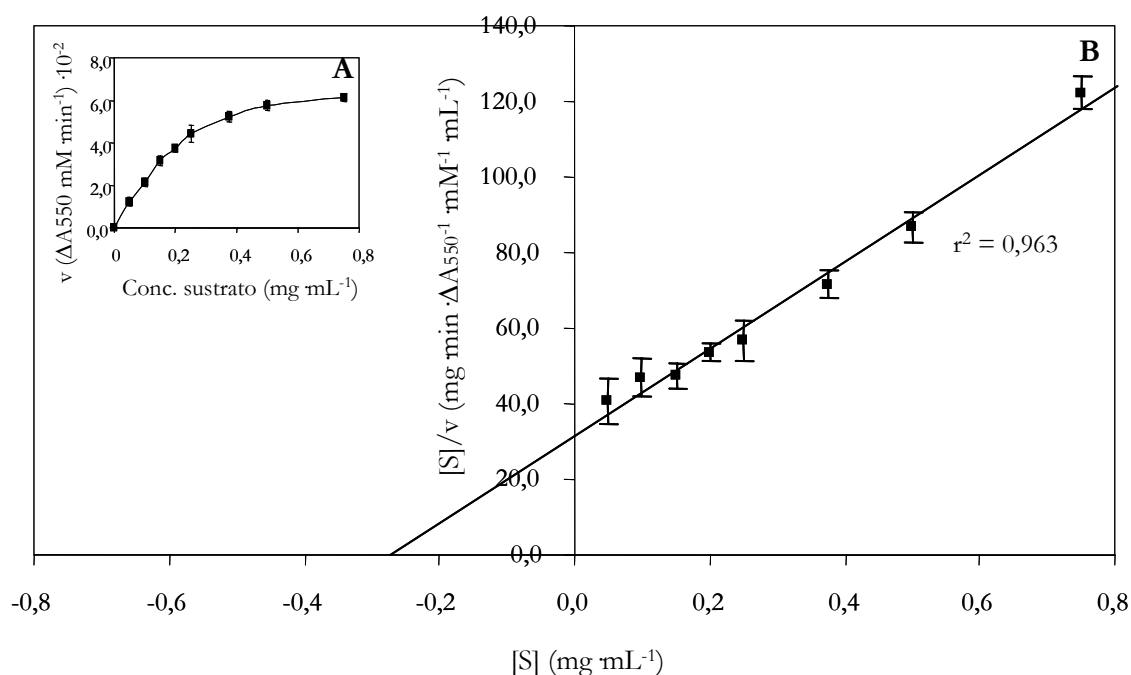 140,0
B
120,0
100,0
80,0
60,0
40,0
20,0
0,0
[S]/v (mg·min·ΔA550⁻¹·mM⁻¹·mL⁻¹)
r² = 0,963
-0,8 -0,6 -0,4 -0,2 0,0 0,2 0,4 0,6 0,8
[S] (mg·mL⁻¹)
A
8,0
6,0
4,0
2,0
0,0
v (ΔA550 mM·min⁻¹)·10⁻²
0 0,2 0,4 0,6 0,8
Conc. sustrato (mg·mL⁻¹)